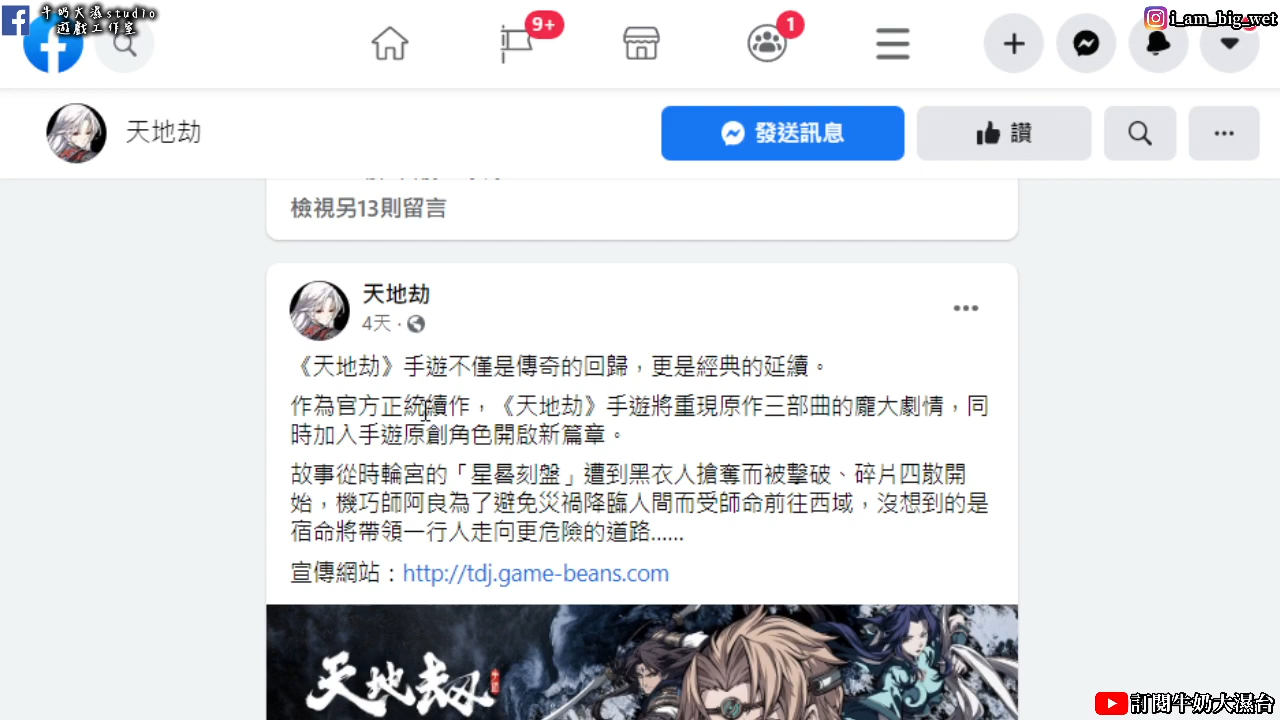 牛奶大濕studio
遊戲工作室
9+
1
i_am_big_wet
天地劫
發送訊息
讚
檢視另13則留言
天地劫
4天
《天地劫》手遊不僅是傳奇的回歸，更是經典的延續。
作為官方正統續作，《天地劫》手遊將重現原作三部曲的龐大劇情，同
時加入手遊原創角色開啟新篇章。
故事從時輪宮的「星晷刻盤」遭到黑衣人搶奪而被擊破、碎片四散開
始，機巧師阿良為了避免災禍降臨人間而受師命前往西域，沒想到的是
宿命將帶領一行人走向更危險的道路......
宣傳網站：http://tdj.game-beans.com
天地劫
訂閱牛奶大濕台